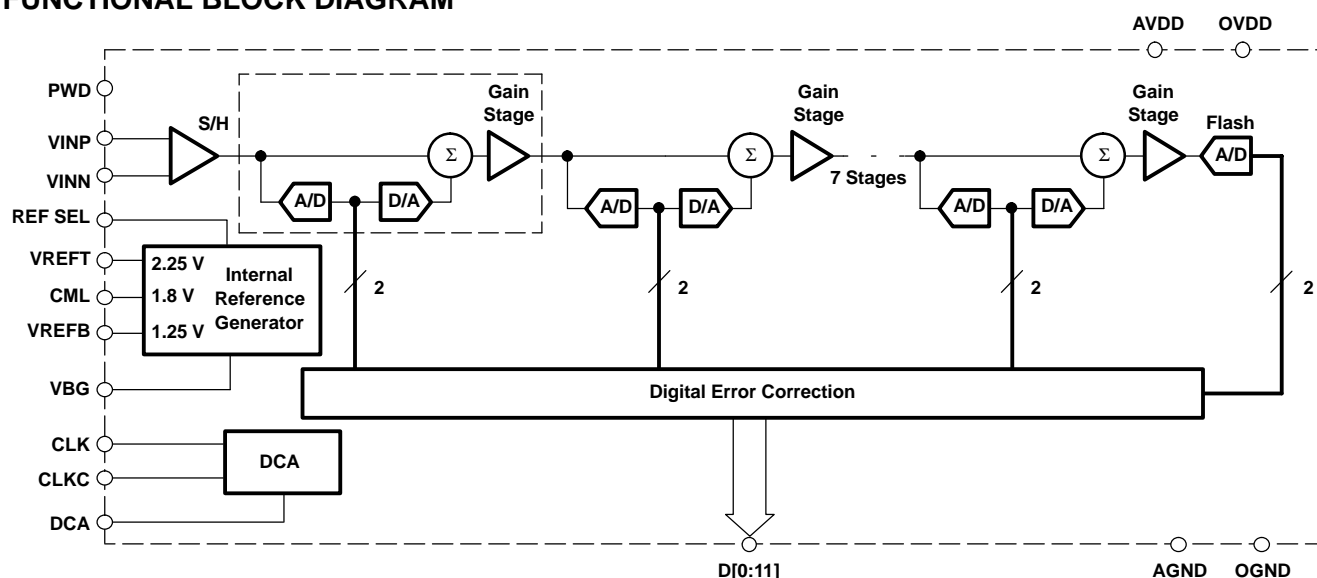 FUNCTIONAL BLOCK DIAGRAM
AVDD OVDD
PWD
VINP
VINN
S/H
Σ
Gain
Stage
A/D
D/A
2
Σ
Gain
Stage
A/D
D/A
2
7 Stages
Σ
Gain
Stage
Flash
A/D
A/D
D/A
2
2
REF SEL
VREFT
CML
VREFB
2.25 V
1.8 V
1.25 V
Internal
Reference
Generator
VBG
Digital Error Correction
CLK
CLKC
DCA
DCA
D[0:11]
AGND OGND